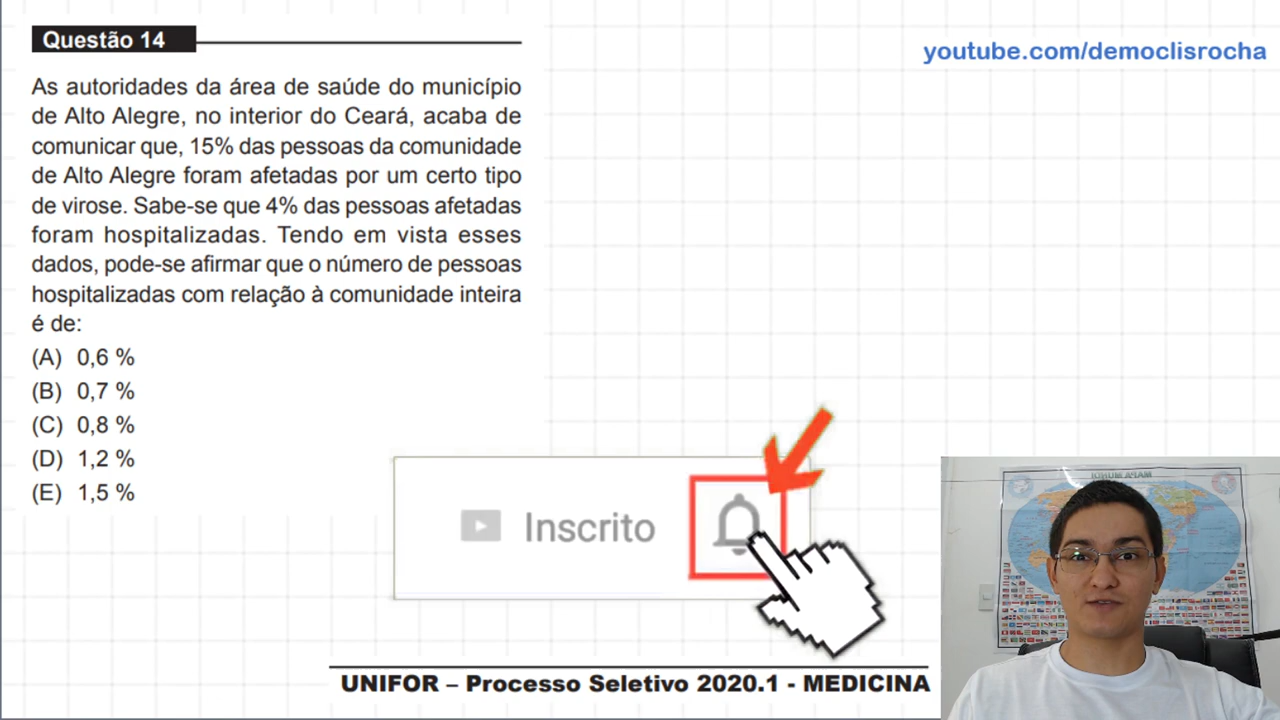 Questão 14
youtube.com/democlisrocha
As autoridades da área de saúde do município
de Alto Alegre, no interior do Ceará, acaba de
comunicar que, 15% das pessoas da comunidade
de Alto Alegre foram afetadas por um certo tipo
de virose. Sabe-se que 4% das pessoas afetadas
foram hospitalizadas. Tendo em vista esses
dados, pode-se afirmar que o número de pessoas
hospitalizadas com relação à comunidade inteira
é de:
(A) 0,6 %
(B) 0,7 %
(C) 0,8 %
(D) 1,2 %
(E) 1,5 %
Inscrito
MAPA MUNDI
UNIFOR – Processo Seletivo 2020.1 - MEDICINA